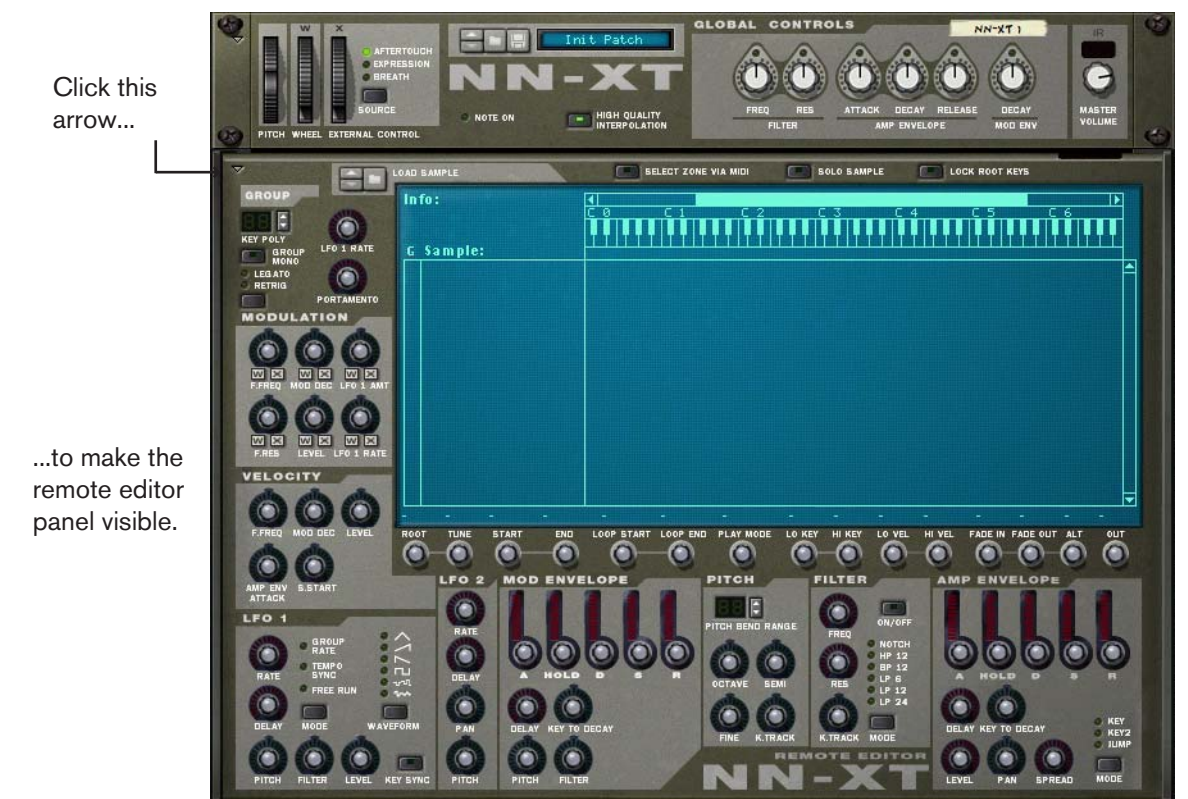 Click this
arrow...
...to make the
remote editor
panel visible.
W X
AFTERTOUCH
EXPRESSION
BREATH
SOURCE
PITCH WHEEL EXTERNAL CONTROL
Init Patch
NN-XT
NOTE ON
HIGH QUALITY
INTERPOLATION
GLOBAL CONTROLS
NN-XT 1
FREQ RES ATTACK DECAY RELEASE DECAY
FILTER AMP ENVELOPE MOD ENV
MASTER
VOLUME
LOAD SAMPLE
SELECT ZONE VIA MIDI
SOLO SAMPLE
LOCK ROOT KEYS
GROUP
KEY POLY
GROUP
MONO
LEGATO
RETRIG
LFO 1 RATE
PORTAMENTO
Info:
C 0 C 1 C 2 C 3 C 4 C 5 C 6
G Sample:
MODULATION
W X W X W X
F.FREQ MOD DEC LFO 1 AMT
W X W X W X
F.RES LEVEL LFO 1 RATE
VELOCITY
F.FREQ MOD DEC LEVEL
AMP ENV
ATTACK
S.START
ROOT TUNE START END LOOP START LOOP END PLAY MODE LO KEY HI KEY LO VEL HI VEL FADE IN FADE OUT ALT OUT
LFO 1
RATE
GROUP
RATE
TEMPO
SYNC
FREE RUN
DELAY MODE WAVEFORM
PITCH FILTER LEVEL KEY SYNC
LFO 2
RATE
DELAY
PAN
PITCH
MOD ENVELOPE
A HOLD D S R
DELAY KEY TO DECAY
PITCH FILTER
PITCH
PITCH BEND RANGE
OCTAVE SEMI
FINE K.TRACK
FILTER
FREQ
ON/OFF
RES
NOTCH
HP 12
BP 12
LP 6
LP 12
LP 24
K.TRACK MODE
AMP ENVELOPE
A HOLD D S R
DELAY KEY TO DECAY
KEY
KEY2
JUMP
LEVEL PAN SPREAD MODE
REMOTE EDITOR
NN-XT